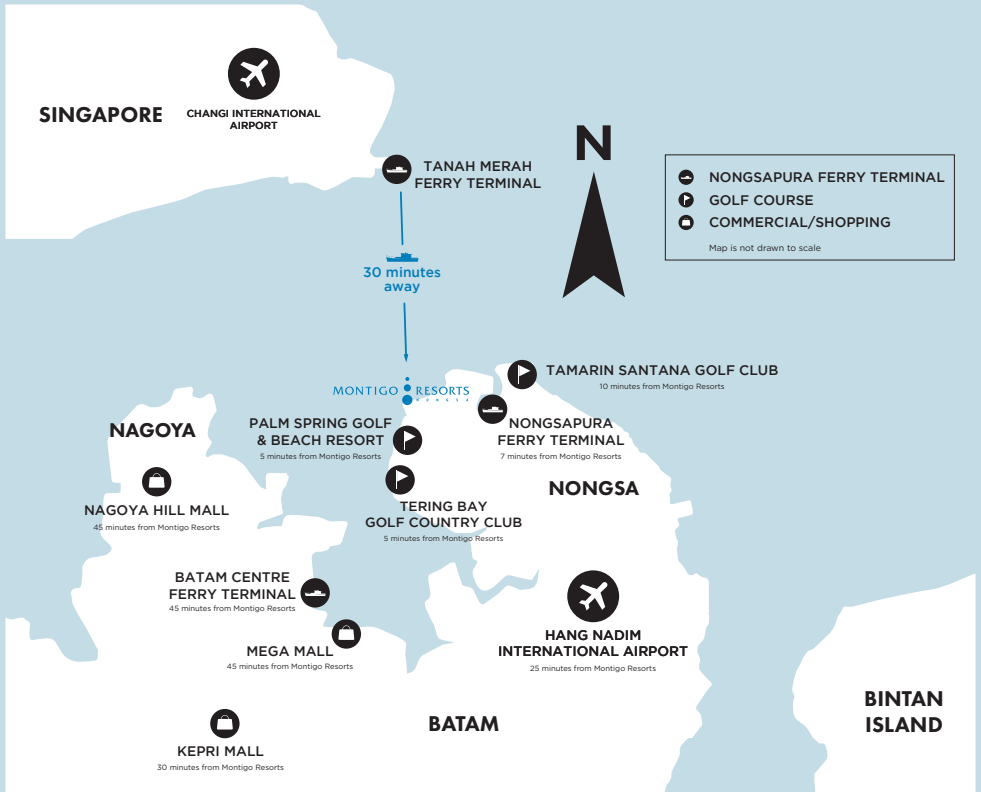 SINGAPORE
CHANGI INTERNATIONAL
AIRPORT
TANAH MERAH
FERRY TERMINAL
N
NONGSAPURA FERRY TERMINAL
GOLF COURSE
COMMERCIAL/SHOPPING
Map is not drawn to scale
30 minutes
away
MONTIGO RESORTS
NONGSA
TAMARIN SANTANA GOLF CLUB
10 minutes from Montigo Resorts
PALM SPRING GOLF
& BEACH RESORT
5 minutes from Montigo Resorts
NONGSAPURA
FERRY TERMINAL
7 minutes from Montigo Resorts
NAGOYA
NONGSA
NAGOYA HILL MALL
45 minutes from Montigo Resorts
TERING BAY
GOLF COUNTRY CLUB
5 minutes from Montigo Resorts
BATAM CENTRE
FERRY TERMINAL
45 minutes from Montigo Resorts
MEGA MALL
45 minutes from Montigo Resorts
HANG NADIM
INTERNATIONAL AIRPORT
25 minutes from Montigo Resorts
BINTAN
ISLAND
BATAM
KEPRI MALL
30 minutes from Montigo Resorts